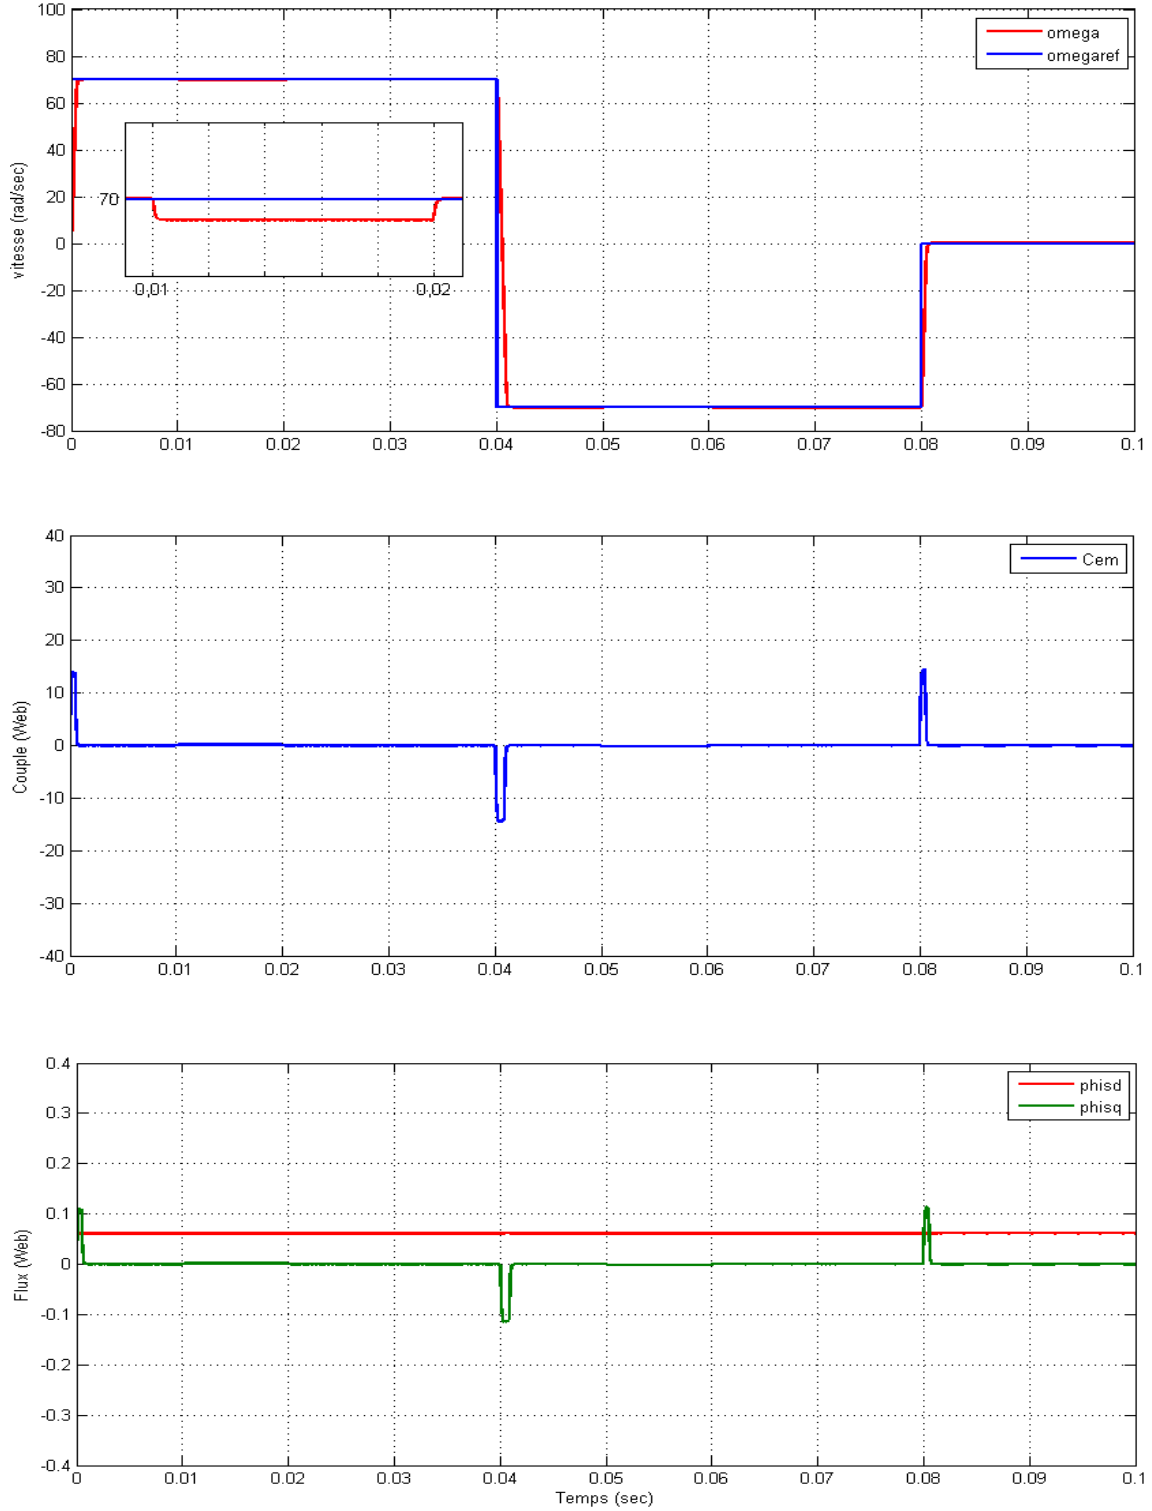 100
80
60
40
20
0
-20
-40
-60
-80
vitesse (rad/sec)
omega
omegaref
70
0,01 0,02
0 0.01 0.02 0.03 0.04 0.05 0.06 0.07 0.08 0.09 0.1
40
30
20
10
0
-10
-20
-30
-40
Couple (Web)
Cem
0 0.01 0.02 0.03 0.04 0.05 0.06 0.07 0.08 0.09 0.1
0.4
0.3
0.2
0.1
0
-0.1
-0.2
-0.3
-0.4
Flux (Web)
phisd
phisq
0 0.01 0.02 0.03 0.04 0.05 0.06 0.07 0.08 0.09 0.1
Temps (sec)